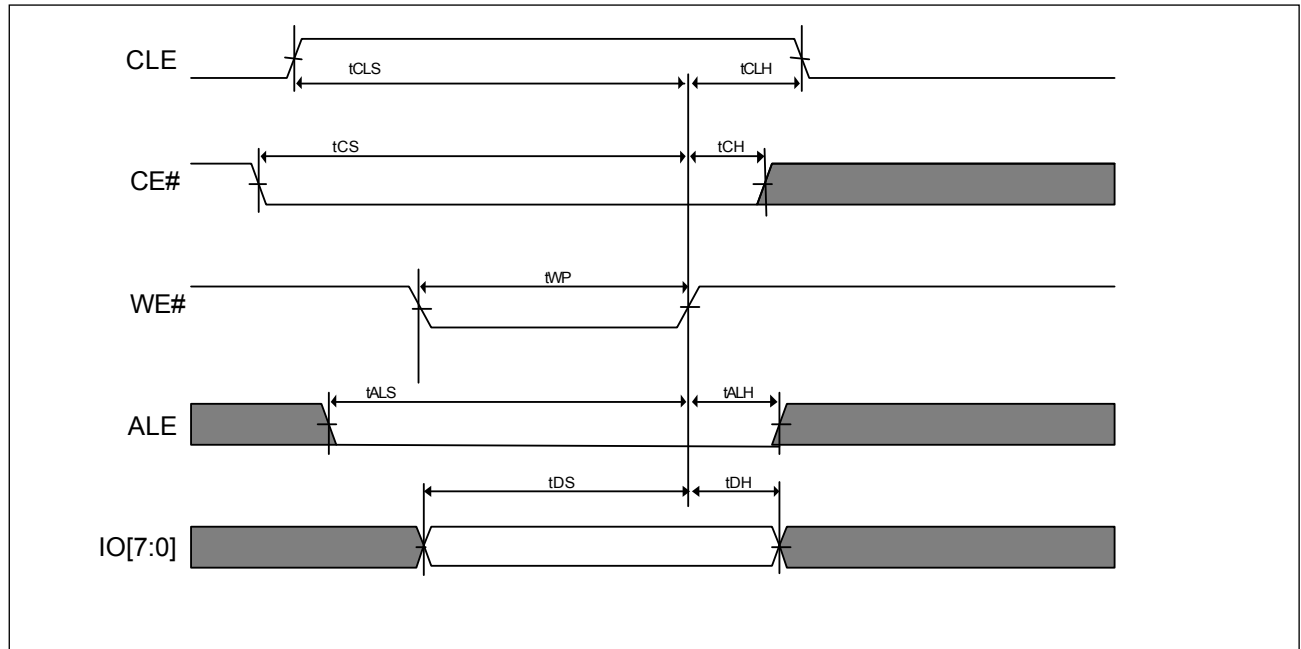 CLE
tCLS
tCLH
tCS
tCH
CE#
tWP
WE#
tALS
tALH
ALE
tDS
tDH
IO[7:0]